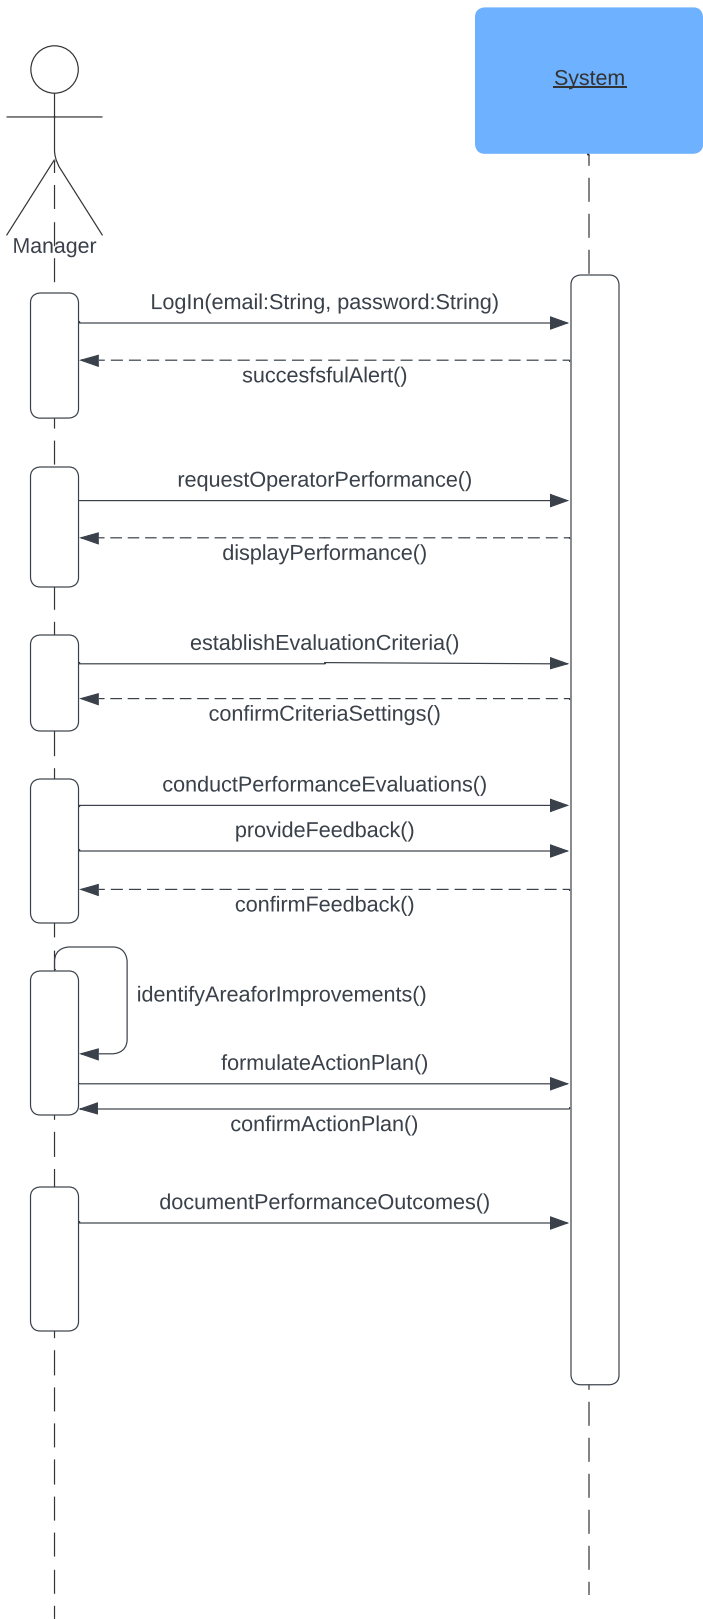 System
Manager
LogIn(email:String, password:String)
succesfsfulAlert()
requestOperatorPerformance()
displayPerformance()
establishEvaluationCriteria()
confirmCriteriaSettings()
conductPerformanceEvaluations()
provideFeedback()
confirmFeedback()
identifyAreaforImprovements()
formulateActionPlan()
confirmActionPlan()
documentPerformanceOutcomes()